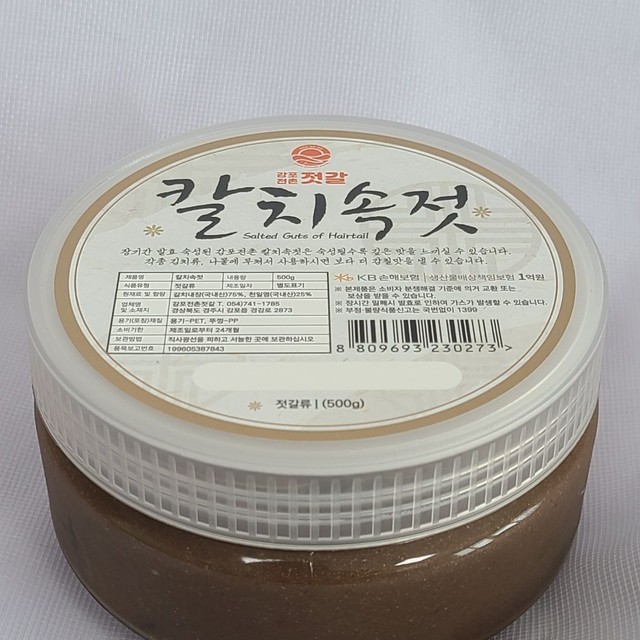 감포
전촌 젓갈
칼치속젓
Salted Guts of Hairtail
장기간 발효 숙성된 감포전촌 칼치속젓은 숙성될수록 깊은 맛을 느끼실 수 있습니다.
각종 김치류, 나물에 무쳐서 사용하시면 보다 더 감칠맛을 낼 수 있습니다.
제품명 칼치속젓 내용량 500g
식품유형 젓갈류 제조일자 별도표기
원재료 및 함량 칼치내장(국내산)75%, 천일염(국내산)25%
업체명 및 소재지 감포전촌젓갈 T. 054)741-1785
경상북도 경주시 감포읍 경감로 2873
용기(포장)재질 용기-PET, 뚜껑-PP
소비기한 제조일로부터 24개월
보관방법 직사광선을 피하고 서늘한 곳에 보관하십시오
품목보고번호 199605387843
KB손해보험 생산물배상책임보험 1억원
※ 본제품는 소비자 분쟁해결 기준에 의거 교환 또는
보상을 받을 수 있습니다.
※ 장시간 밀폐시 발효로 인하여 가스가 발생할 수 있습니다.
※ 부정·불량식품신고는 국번없이 1399
8 809693 230273 >
젓갈류 | (500g)